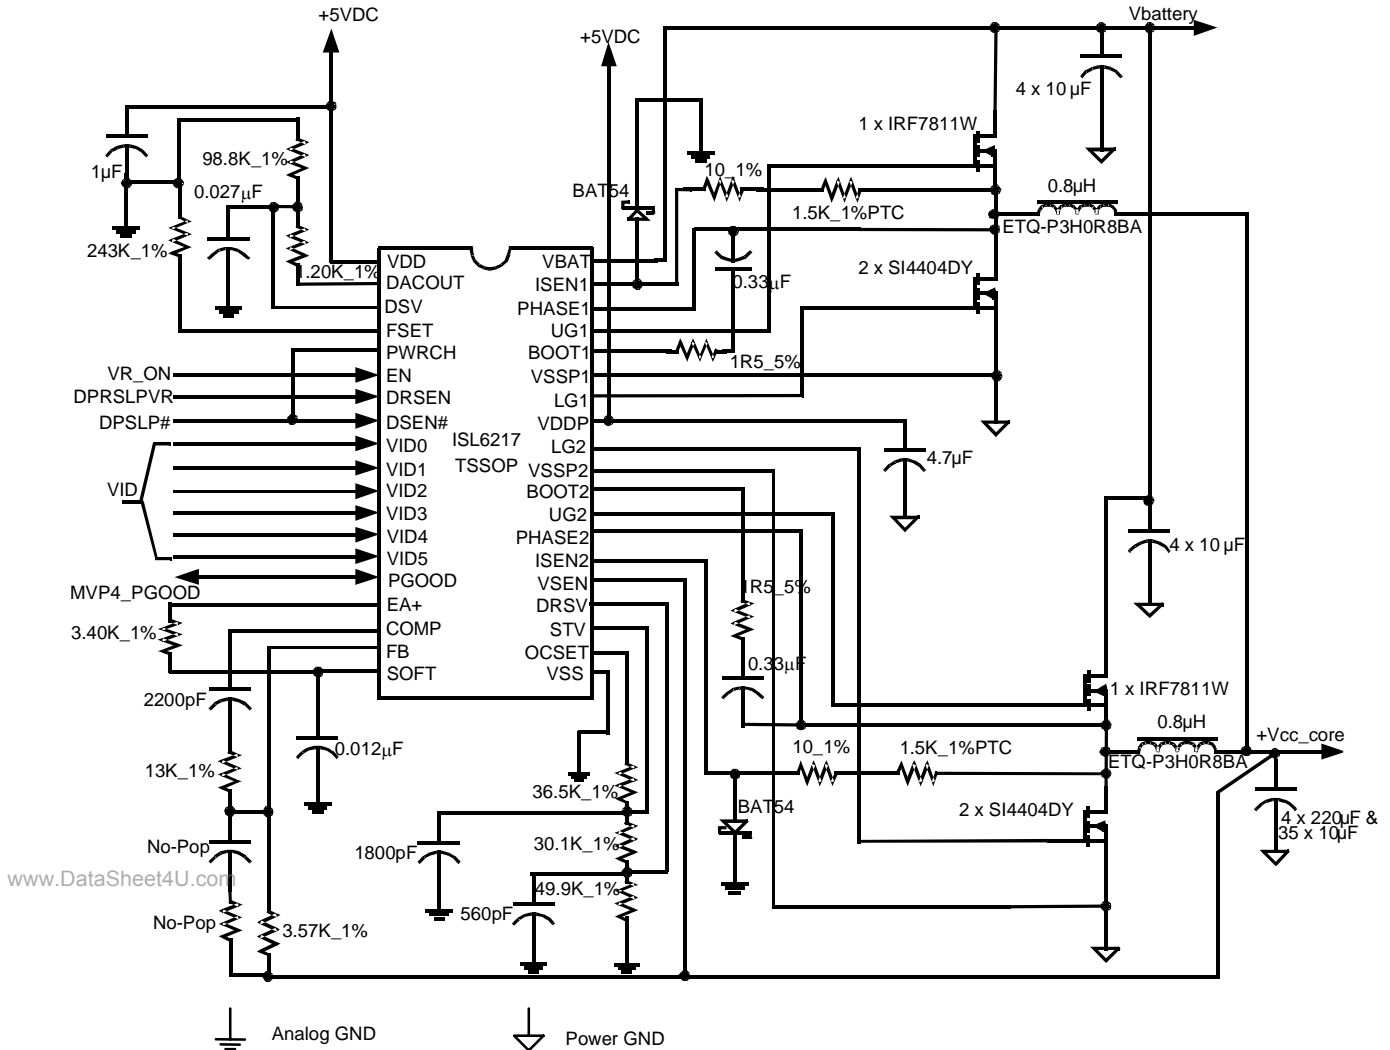 +5VDC
Vbattery
+5VDC
4 x 10 µF
1 x IRF7811W
1µF
98.8K_1%
10_1%
0.8µH
0.027µF
BAT54
1.5K_1%PTC
ETQ-P3H0R8BA
243K_1%
1.20K_1%
2 x SI4404DY
0.33µF
VDD
DACOUT
DSV
FSET
PWRCH
EN
DRSEN
DSEN#
VID0
VID1
VID2
VID3
VID4
VID5
PGOOD
EA+
COMP
FB
SOFT
ISL6217
TSSOP
VBAT
ISEN1
PHASE1
UG1
BOOT1
VSSP1
LG1
VDDP
LG2
VSSP2
BOOT2
UG2
PHASE2
ISEN2
VSEN
DRSV
STV
OCSET
VSS
1R5_5%
VR_ON
DPRSLPVR
DPSLP#
VID
MVP4_PGOOD
4.7µF
4 x 10 µF
1R5_5%
3.40K_1%
0.33µF
2200pF
1 x IRF7811W
0.8µH
+Vcc_core
0.012µF
10_1%
1.5K_1%PTC
ETQ-P3H0R8BA
13K_1%
36.5K_1%
BAT54
2 x SI4404DY
4 x 220µF &
35 x 10µF
No-Pop
1800pF
30.1K_1%
www.DataSheet4U.com
49.9K_1%
560pF
No-Pop
3.57K_1%
Analog GND
Power GND